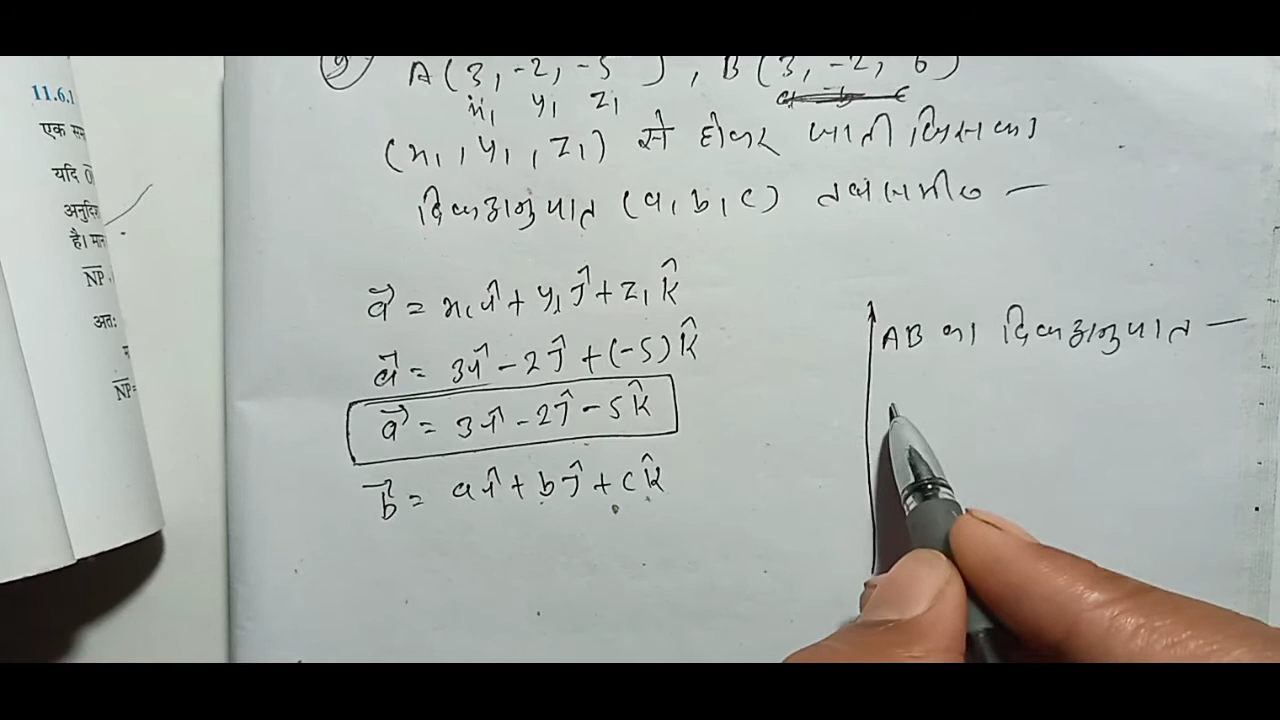 11.6.1
एक सम
यदि O
अनुदिश
है। मान
NP
अतः
NP=
A(3, -2, -5), B(3, -2, 6)
x₁ y₁ z₁
(x₁, y₁, z₁) से होकर जाती जिसका
दिक्अनुपात (a, b, c) तब समी० —
a⃗ = x₁î + y₁ĵ + z₁k̂
a⃗ = 3î - 2ĵ + (-5)k̂
a⃗ = 3î - 2ĵ - 5k̂
b⃗ = aî + bĵ + ck̂
AB का दिक्अनुपात —